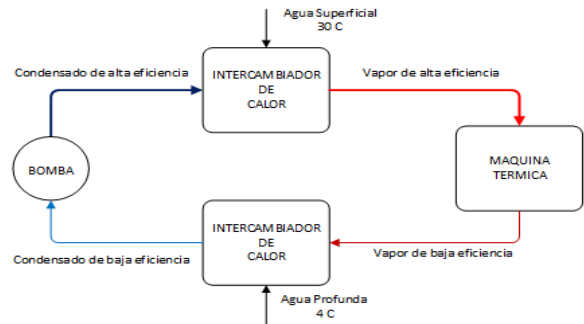 Agua Superficial
30 C
Condensado de alta eficiencia
INTERCAMBIADOR
DE
CALOR
Vapor de alta eficiencia
BOMBA
MAQUINA
TERMICA
Condensado de baja eficiencia
INTERCAMBIADOR
DE
CALOR
Vapor de baja eficiencia
Agua Profunda
4 C